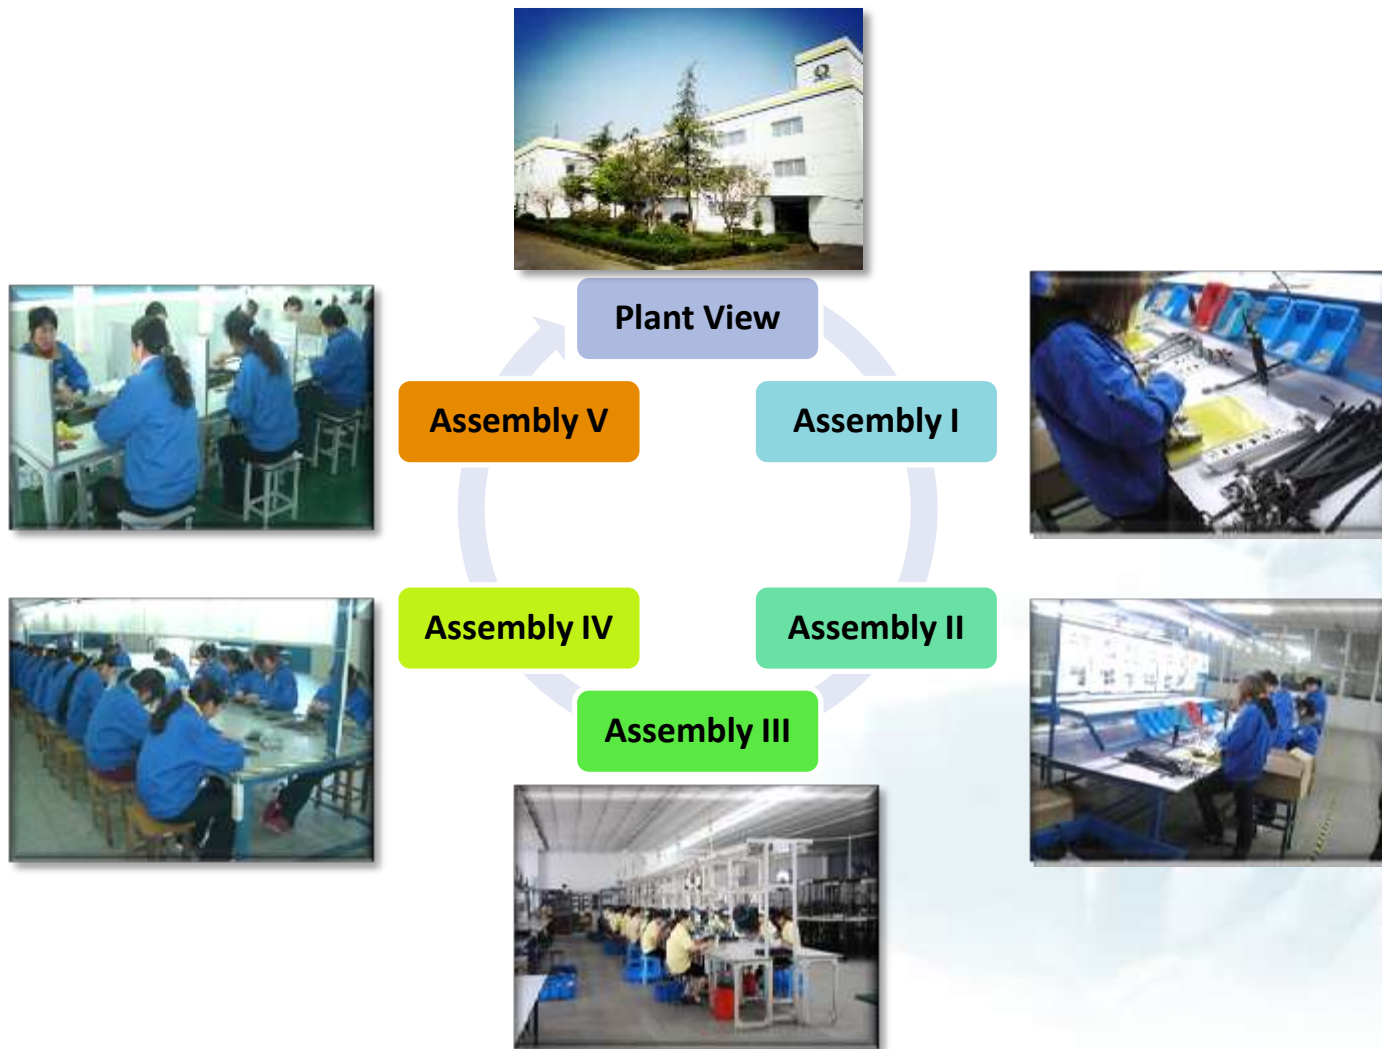 Plant View
Assembly I
Assembly II
Assembly III
Assembly IV
Assembly V